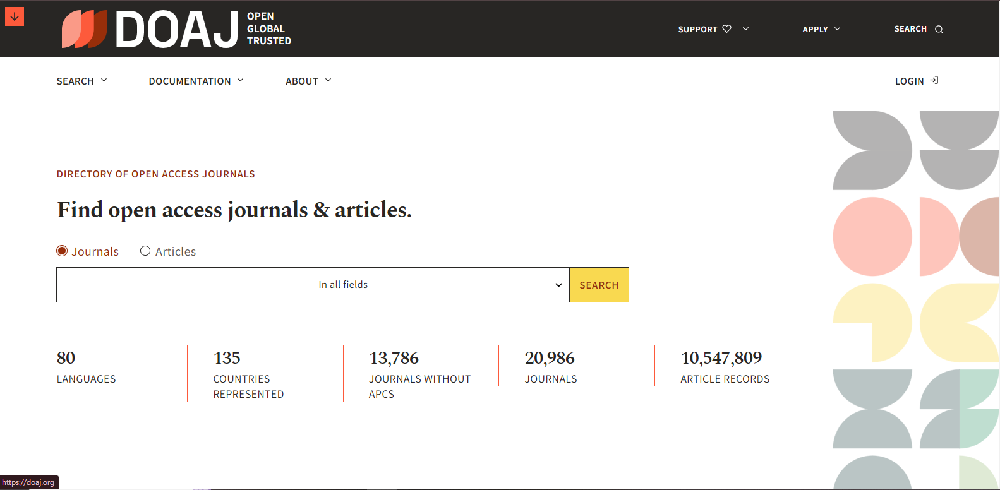 DOAJ
OPEN
GLOBAL
TRUSTED
SUPPORT
APPLY
SEARCH
SEARCH
DOCUMENTATION
ABOUT
LOGIN
DIRECTORY OF OPEN ACCESS JOURNALS
Find open access journals & articles.
Journals
Articles
In all fields
SEARCH
80
LANGUAGES
135
COUNTRIES
REPRESENTED
13,786
JOURNALS WITHOUT
APCS
20,986
JOURNALS
10,547,809
ARTICLE RECORDS
https://doaj.org